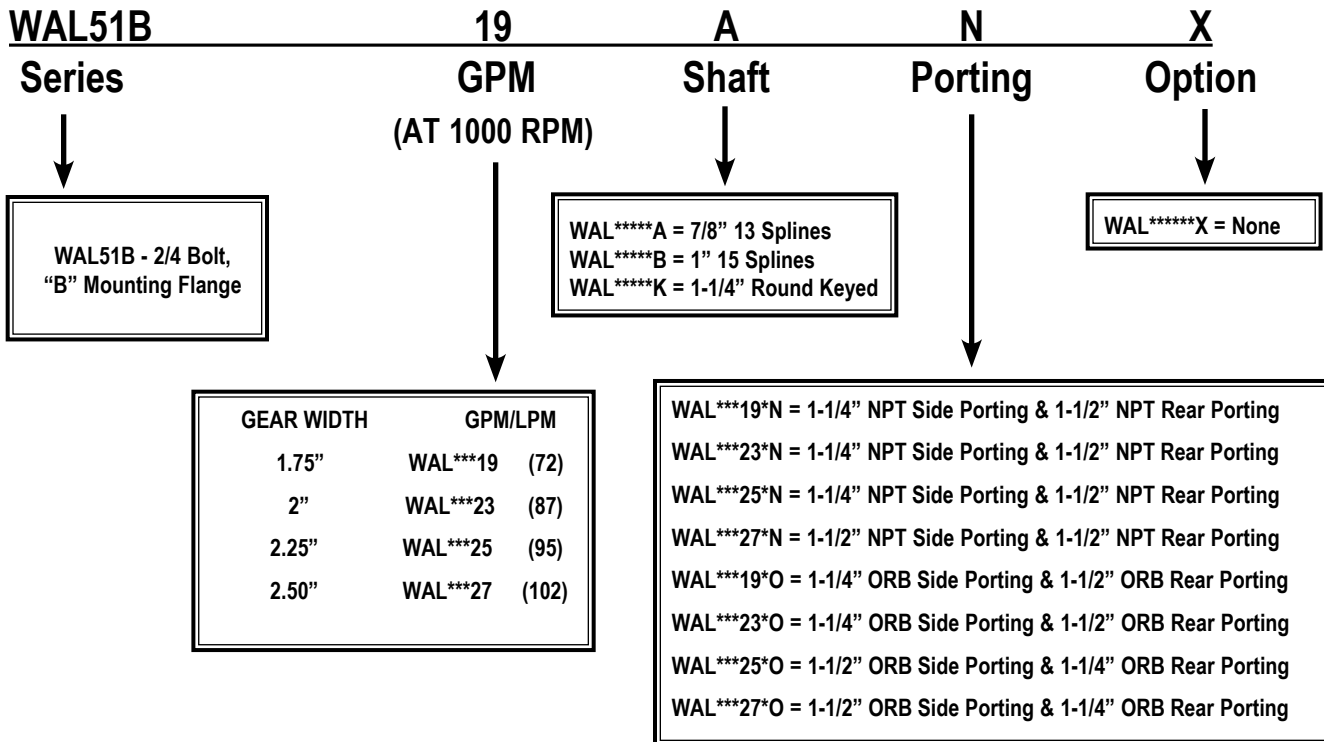 WAL51B 19 A N X
Series GPM Shaft Porting Option
(AT 1000 RPM)
WAL51B - 2/4 Bolt,
“B” Mounting Flange
WAL*****A = 7/8” 13 Splines
WAL*****B = 1” 15 Splines
WAL*****K = 1-1/4” Round Keyed
WAL******X = None
GEAR WIDTH GPM/LPM
1.75” WAL***19 (72)
2” WAL***23 (87)
2.25” WAL***25 (95)
2.50” WAL***27 (102)
WAL***19*N = 1-1/4” NPT Side Porting & 1-1/2” NPT Rear Porting
WAL***23*N = 1-1/4” NPT Side Porting & 1-1/2” NPT Rear Porting
WAL***25*N = 1-1/4” NPT Side Porting & 1-1/2” NPT Rear Porting
WAL***27*N = 1-1/2” NPT Side Porting & 1-1/2” NPT Rear Porting
WAL***19*O = 1-1/4” ORB Side Porting & 1-1/2” ORB Rear Porting
WAL***23*O = 1-1/4” ORB Side Porting & 1-1/2” ORB Rear Porting
WAL***25*O = 1-1/2” ORB Side Porting & 1-1/4” ORB Rear Porting
WAL***27*O = 1-1/2” ORB Side Porting & 1-1/4” ORB Rear Porting